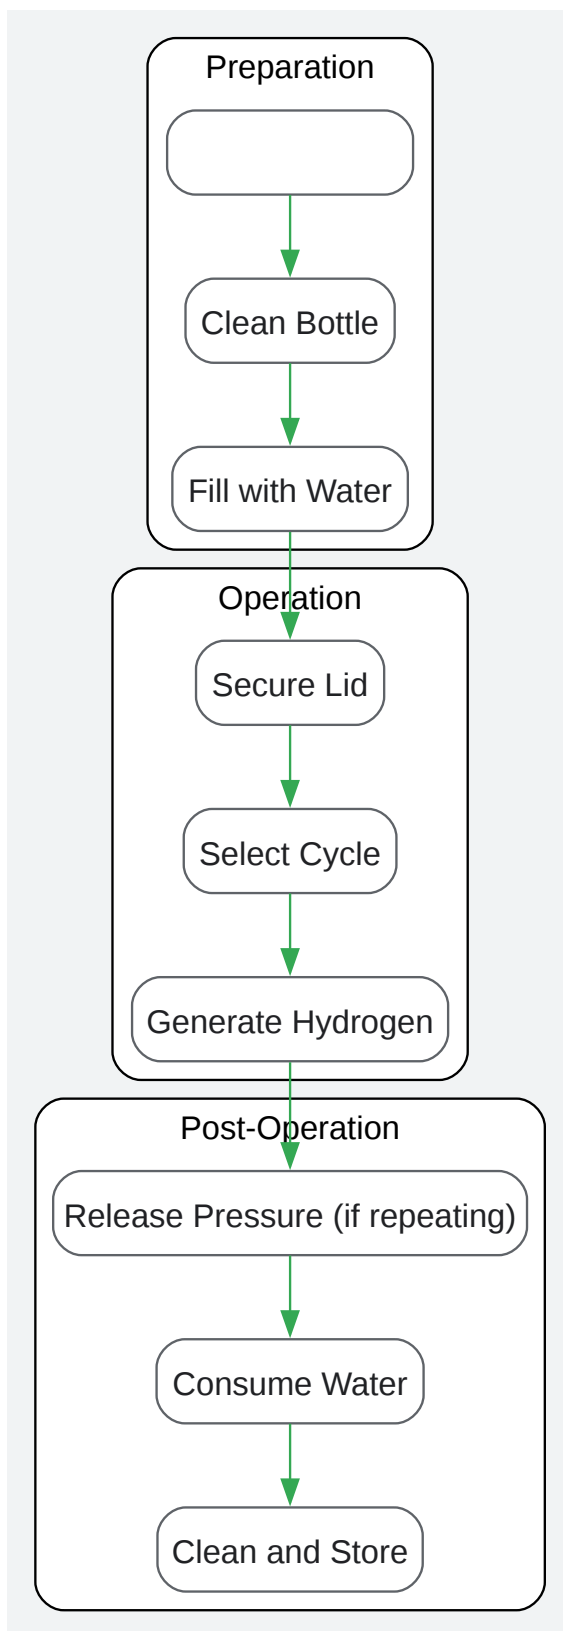 Preparation
Clean Bottle
Fill with Water
Operation
Secure Lid
Select Cycle
Generate Hydrogen
Post-Operation
Release Pressure (if repeating)
Consume Water
Clean and Store